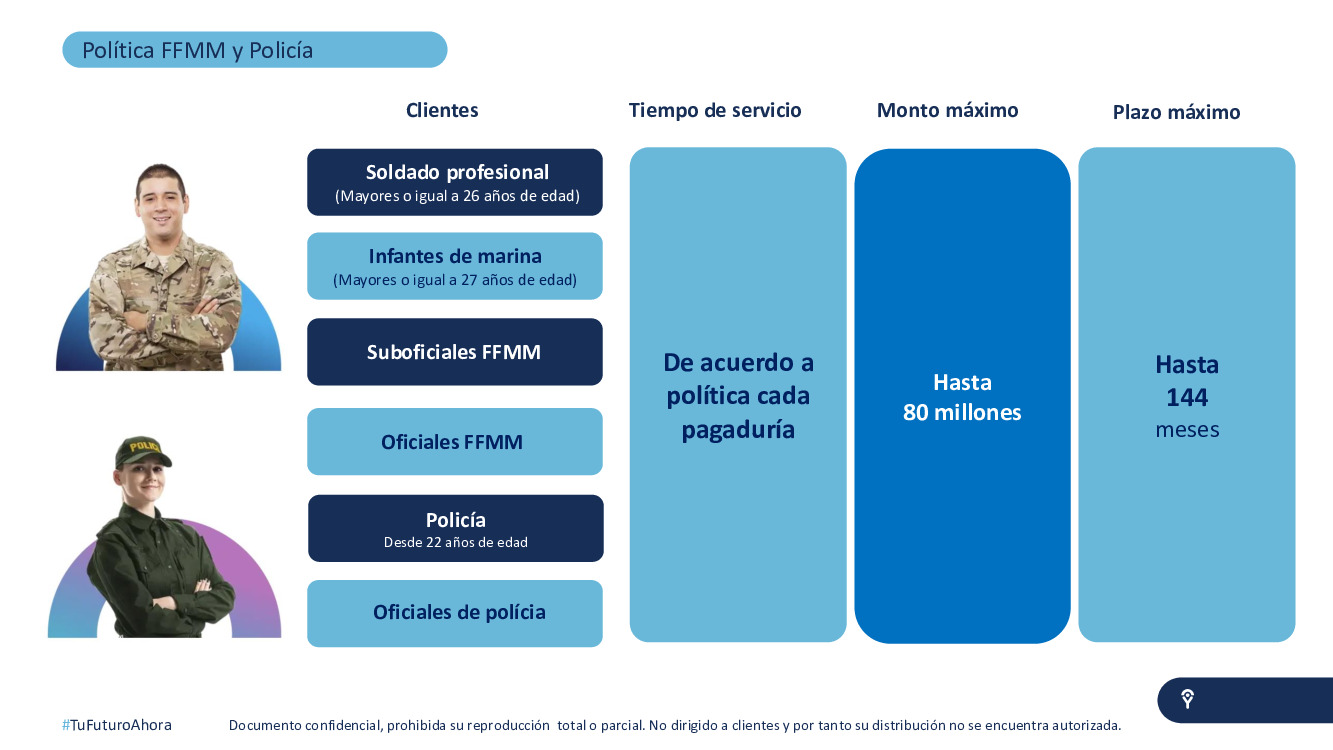 Política FFMM y Policía
Clientes
Tiempo de servicio
Monto máximo
Plazo máximo
Soldado profesional
(Mayores o igual a 26 años de edad)
Infantes de marina
(Mayores o igual a 27 años de edad)
Suboficiales FFMM
Oficiales FFMM
POLICE
Policía
Desde 22 años de edad
Oficiales de polícia
De acuerdo a
política cada
pagaduría
Hasta
80 millones
Hasta
144
meses
#TuFuturoAhora
Documento confidencial, prohibida su reproducción total o parcial. No dirigido a clientes y por tanto su distribución no se encuentra autorizada.